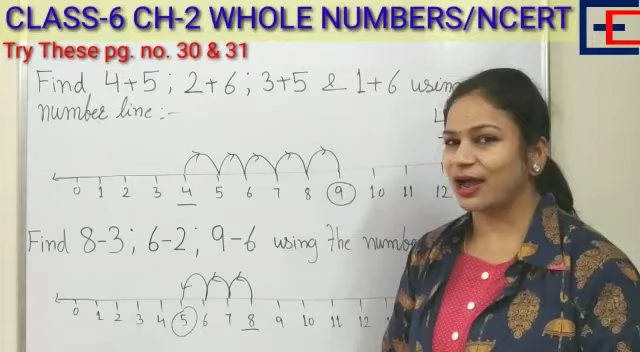 CLASS-6 CH-2 WHOLE NUMBERS/NCERT
Try These pg. no. 30 & 31
Find 4+5 ; 2+6 ; 3+5 & 1+6 using
number line :-
0 1 2 3 4 5 6 7 8 9 10 11 12
Find 8-3 ; 6-2 ; 9-6 using the numbe
0 1 2 3 4 5 6 7 8 9 10 11 12
E